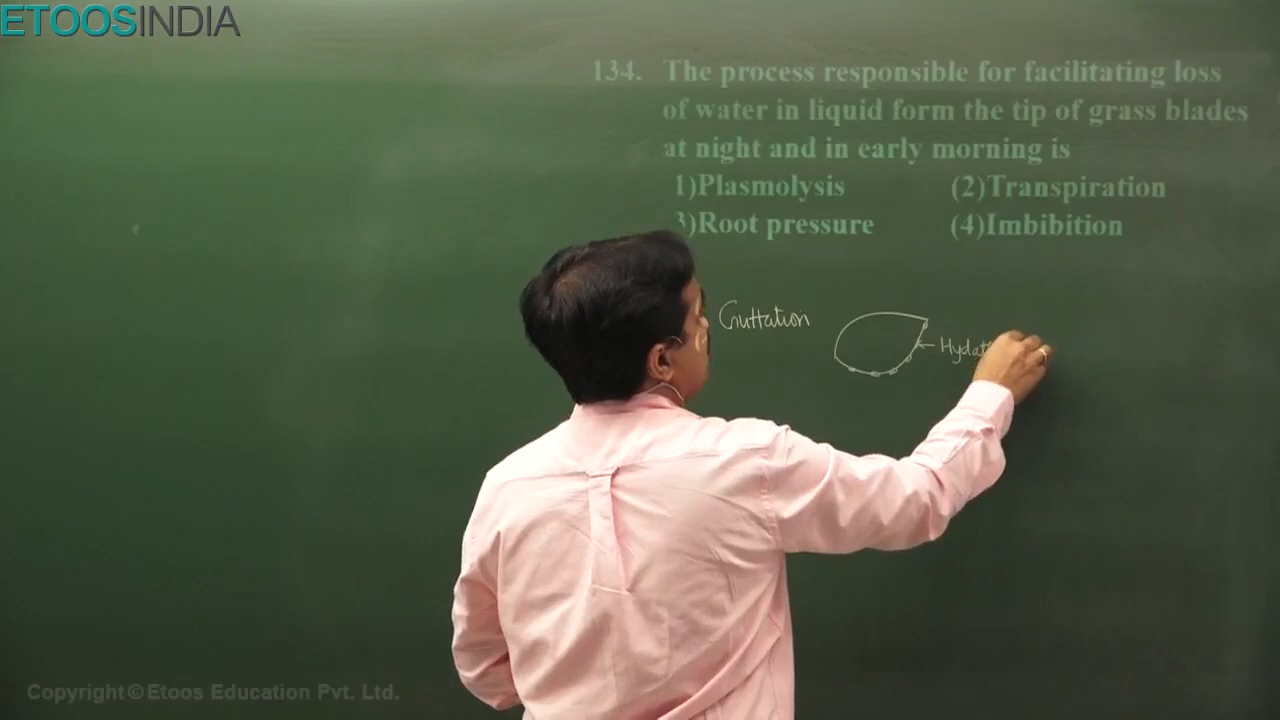 ETOOSINDIA
134. The process responsible for facilitating loss
of water in liquid form the tip of grass blades
at night and in early morning is
1)Plasmolysis (2)Transpiration
3)Root pressure (4)Imbibition
Guttation
Hydat
Copyright©Etoos Education Pvt. Ltd.